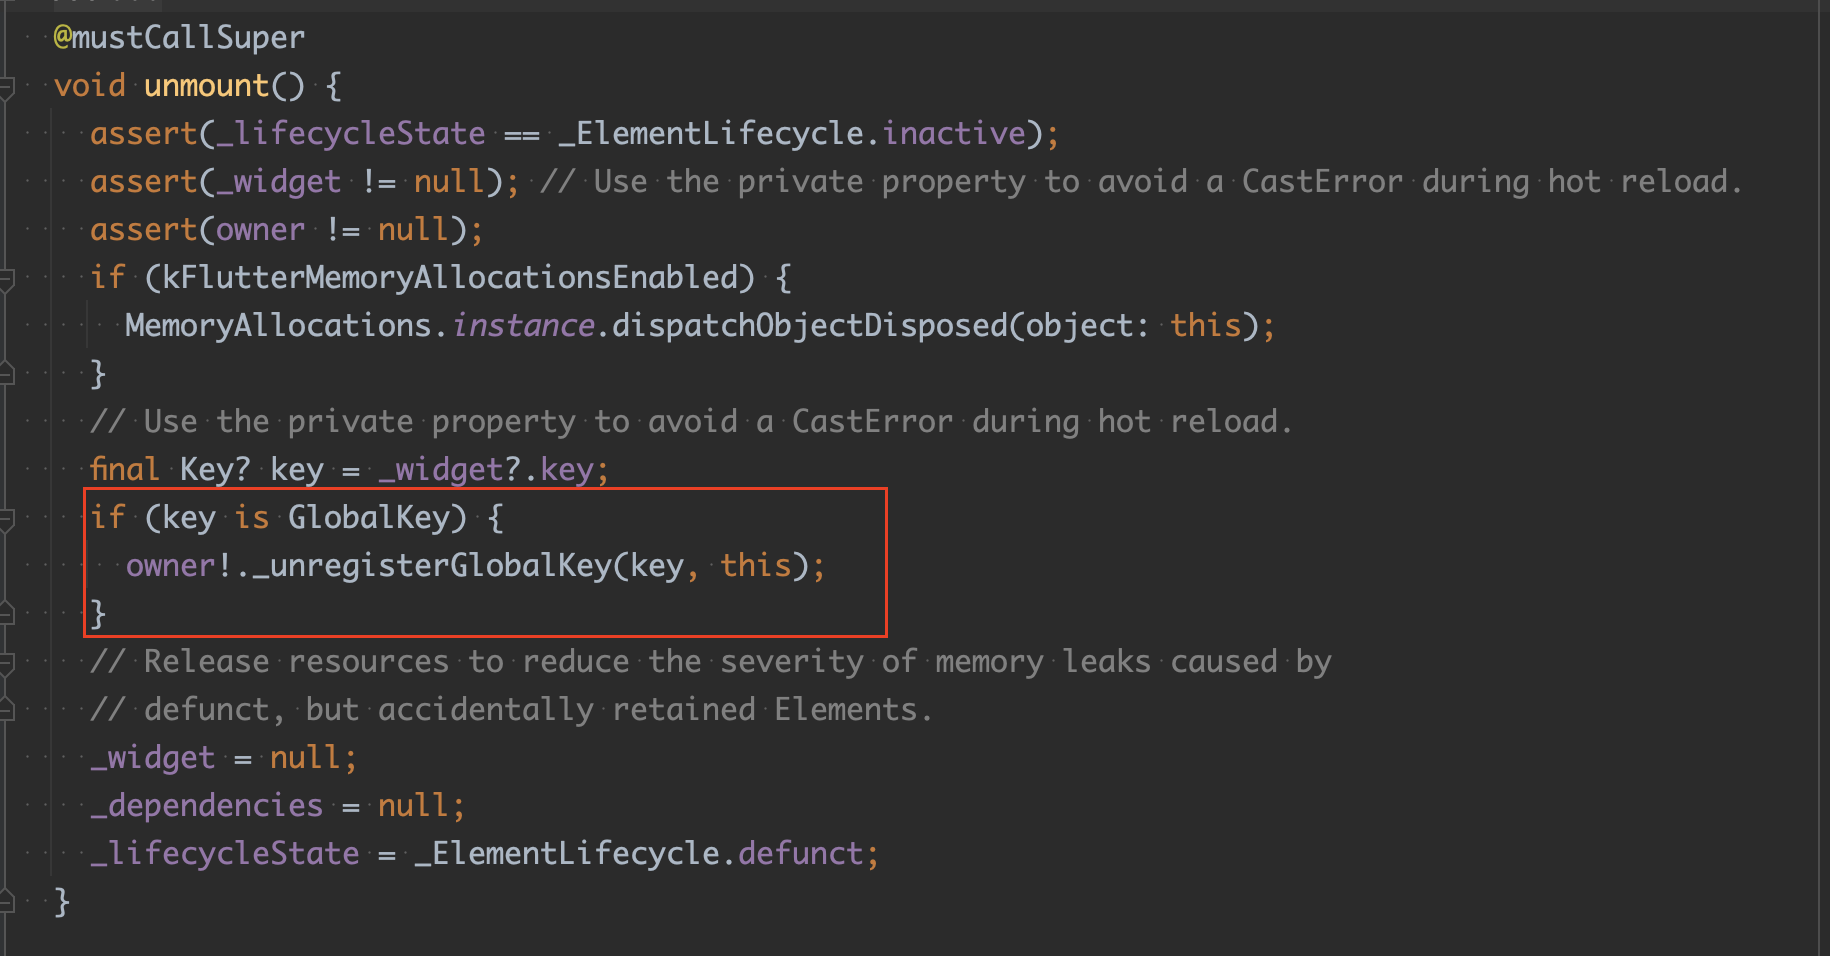 @mustCallSuper
void unmount() {
assert(_lifecycleState == _ElementLifecycle.inactive);
assert(_widget != null); // Use the private property to avoid a CastError during hot reload.
assert(owner != null);
if (kFlutterMemoryAllocationsEnabled) {
MemoryAllocations.instance.dispatchObjectDisposed(object: this);
}
// Use the private property to avoid a CastError during hot reload.
final Key? key = _widget?.key;
if (key is GlobalKey) {
owner!._unregisterGlobalKey(key, this);
}
// Release resources to reduce the severity of memory leaks caused by
// defunct, but accidentally retained Elements.
_widget = null;
_dependencies = null;
_lifecycleState = _ElementLifecycle.defunct;
}